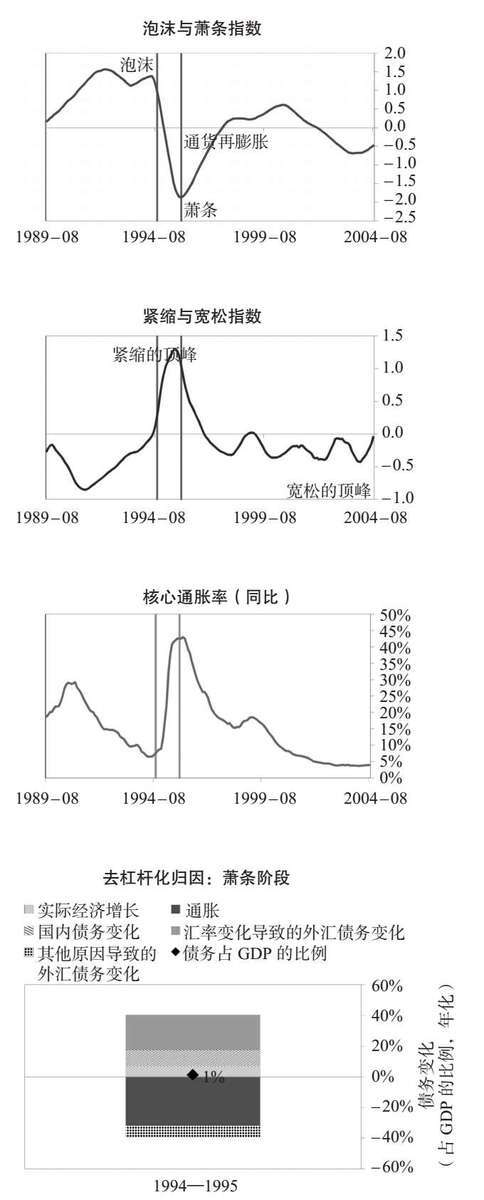 泡沫与萧条指数
泡沫
通货再膨胀
萧条
2.0
1.5
1.0
0.5
0.0
−0.5
−1.0
−1.5
−2.0
−2.5
1989−08 1994−08 1999−08 2004−08
紧缩与宽松指数
紧缩的顶峰
宽松的顶峰
1.5
1.0
0.5
0.0
−0.5
−1.0
1989−08 1994−08 1999−08 2004−08
核心通胀率（同比）
50%
45%
40%
35%
30%
25%
20%
15%
10%
5%
0%
1989−08 1994−08 1999−08 2004−08
去杠杆化归因：萧条阶段
实际经济增长 通胀
国内债务变化 汇率变化导致的外汇债务变化
其他原因导致的 债务占 GDP 的比例
外汇债务变化
1%
60%
40%
20%
0%
−20%
−40%
−60%
债务变化
（占 GDP 的比例，年化）
1994—1995